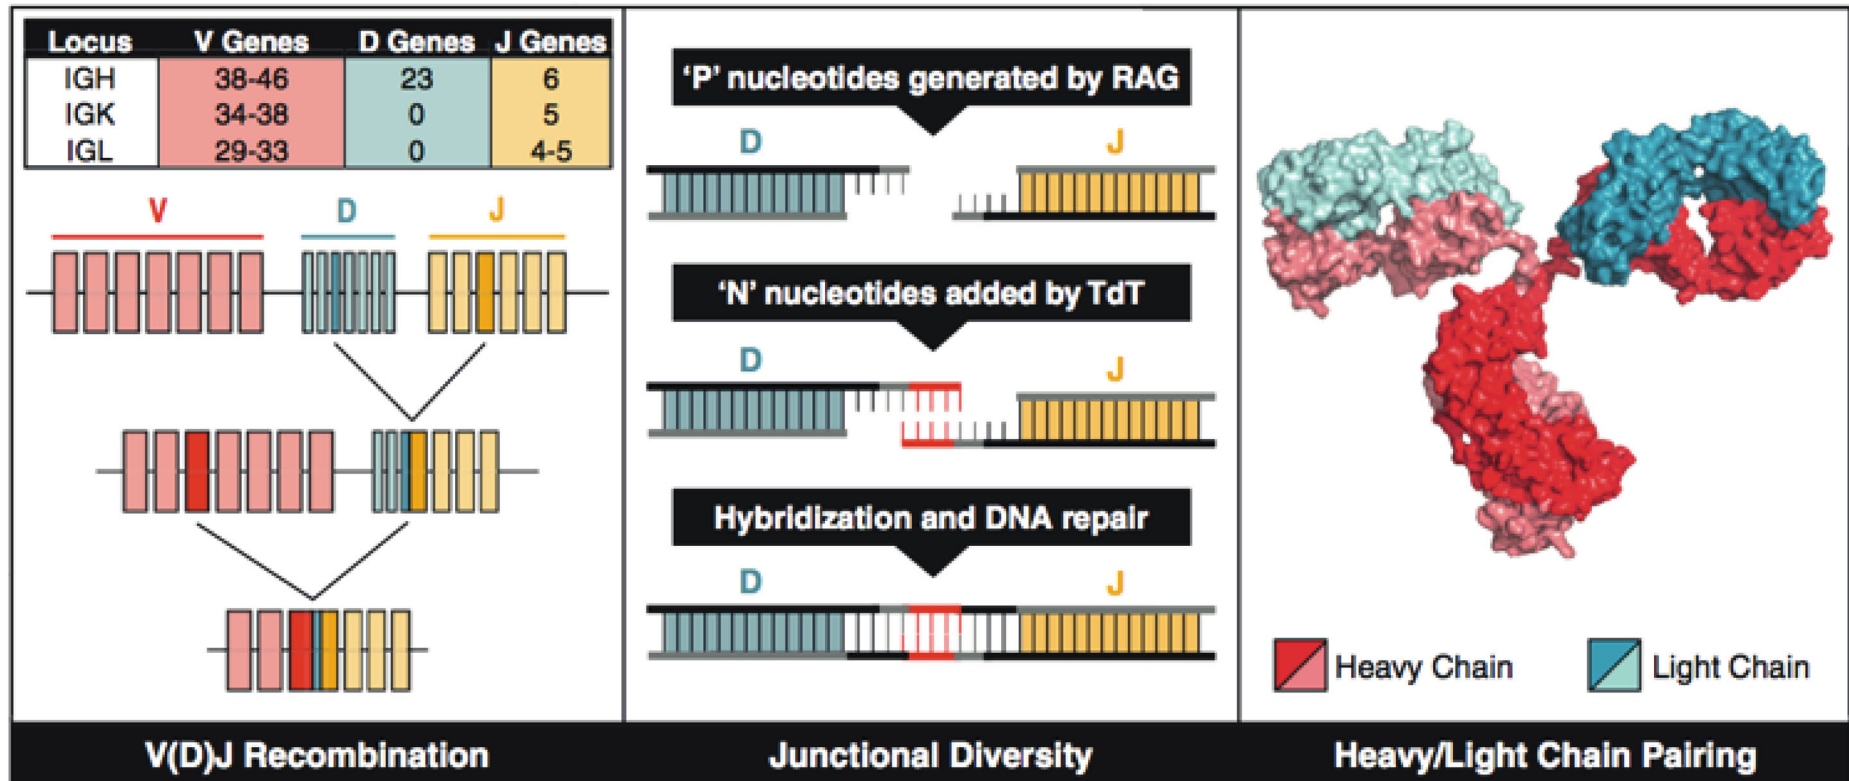 Locus V Genes D Genes J Genes
IGH 38-46 23 6
IGK 34-38 0 5
IGL 29-33 0 4-5
V D J
V(D)J Recombination
'P' nucleotides generated by RAG
D J
'N' nucleotides added by TdT
D J
Hybridization and DNA repair
D J
Junctional Diversity
Heavy Chain Light Chain
Heavy/Light Chain Pairing